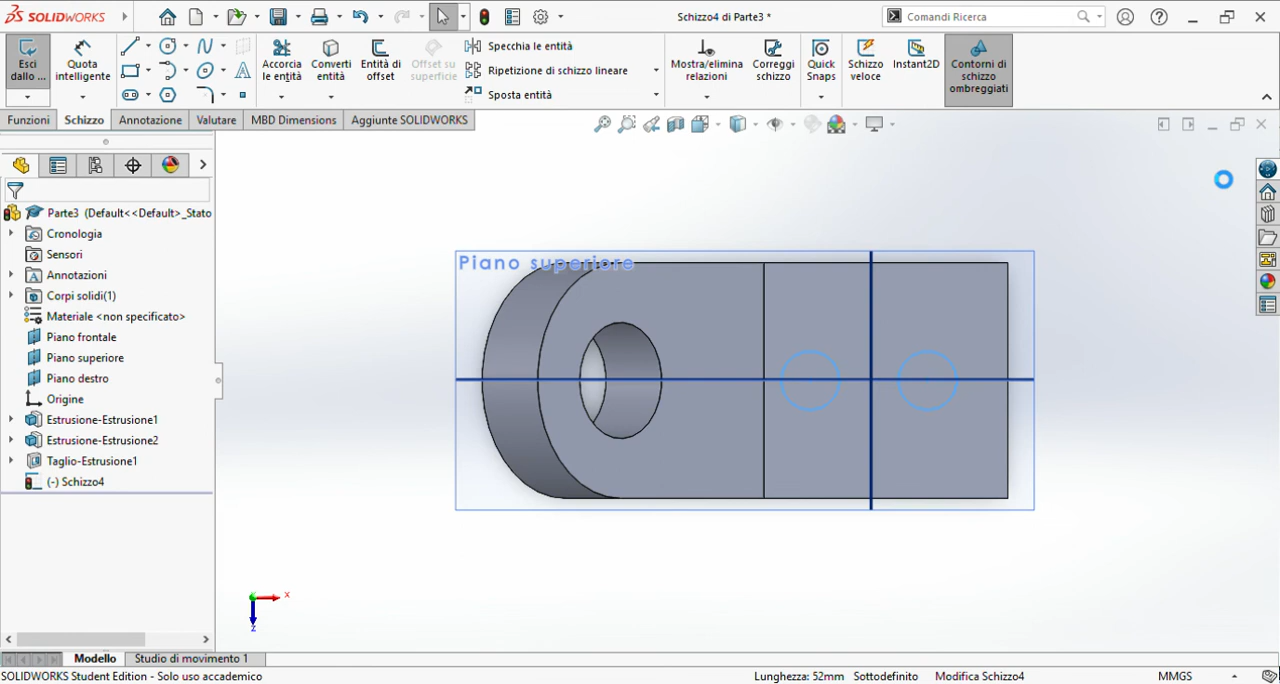 SOLIDWORKS
Schizzo4 di Parte3 *
Comandi Ricerca
Esci dallo ...
Quota intelligente
Accorcia le entità
Converti entità
Entità di offset
Offset su superficie
Specchia le entità
Ripetizione di schizzo lineare
Sposta entità
Mostra/elimina relazioni
Correggi schizzo
Quick Snaps
Schizzo veloce
Instant2D
Contorni di schizzo ombreggiati
Funzioni
Schizzo
Annotazione
Valutare
MBD Dimensions
Aggiunte SOLIDWORKS
Parte3 (Default<<Default>_Stato
Cronologia
Sensori
Annotazioni
Corpi solidi(1)
Materiale <non specificato>
Piano frontale
Piano superiore
Piano destro
Origine
Estrusione-Estrusione1
Estrusione-Estrusione2
Taglio-Estrusione1
(-) Schizzo4
Piano superiore
x
z
Modello
Studio di movimento 1
SOLIDWORKS Student Edition - Solo uso accademico
Lunghezza: 52mm
Sottodefinito
Modifica Schizzo4
MMGS